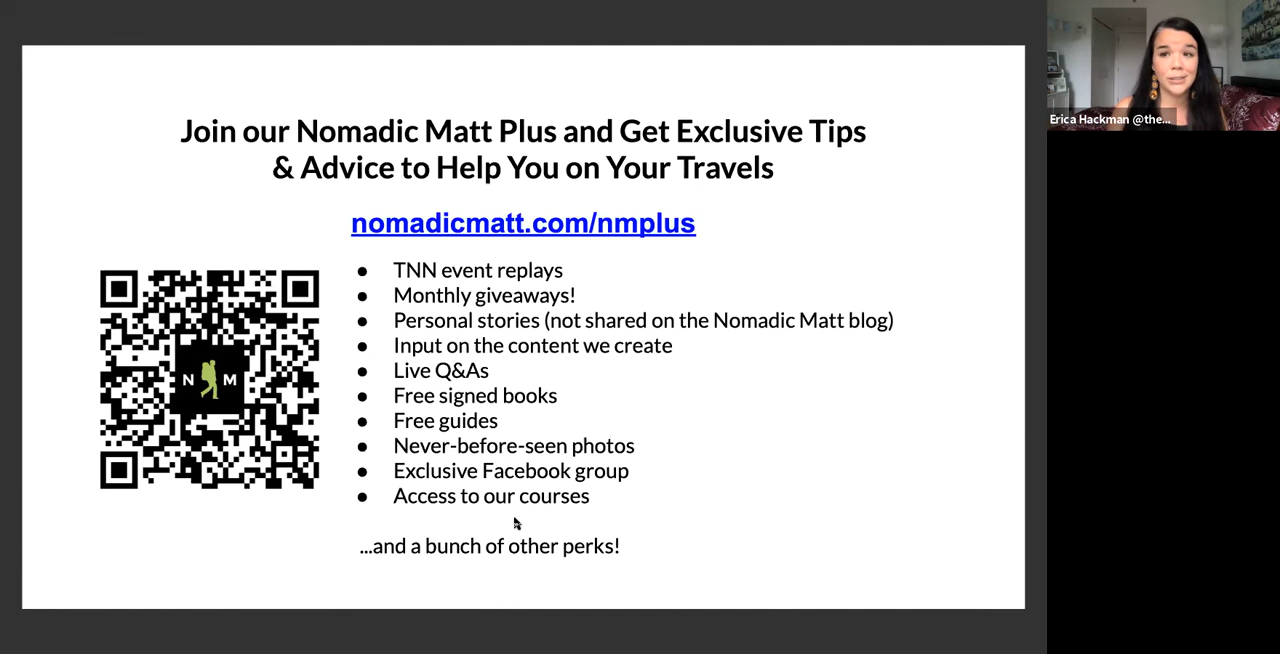 Join our Nomadic Matt Plus and Get Exclusive Tips
& Advice to Help You on Your Travels
nomadicmatt.com/nmplus
N M
● TNN event replays
● Monthly giveaways!
● Personal stories (not shared on the Nomadic Matt blog)
● Input on the content we create
● Live Q&As
● Free signed books
● Free guides
● Never-before-seen photos
● Exclusive Facebook group
● Access to our courses
...and a bunch of other perks!
Erica Hackman @the...